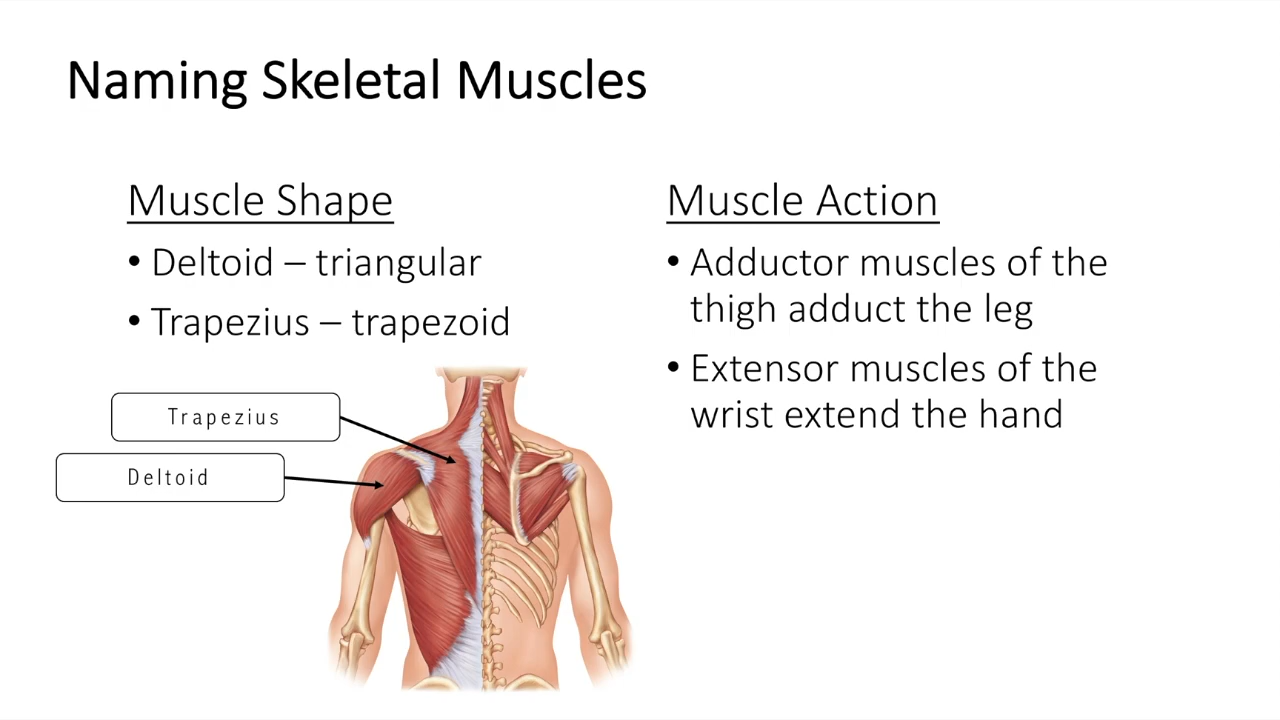 Naming Skeletal Muscles
Muscle Shape
• Deltoid – triangular
• Trapezius – trapezoid
Trapezius
Deltoid
Muscle Action
• Adductor muscles of the
thigh adduct the leg
• Extensor muscles of the
wrist extend the hand